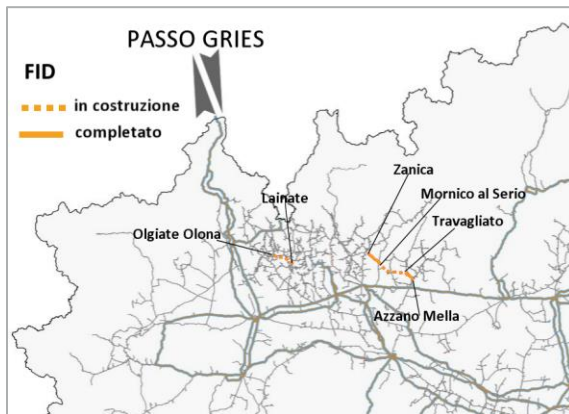 PASSO GRIES
FID
in costruzione
completato
Zanica
Mornico al Serio
Lainate
Travagliato
Olgiate Olona
Azzano Mella